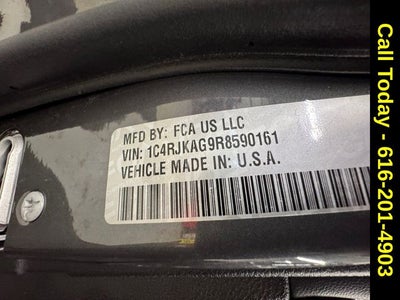 MFD BY: FCA US LLC
VIN: 1C4RJKAG9R8590161
VEHICLE MADE IN: U.S.A.
Call Today - 616-201-4903